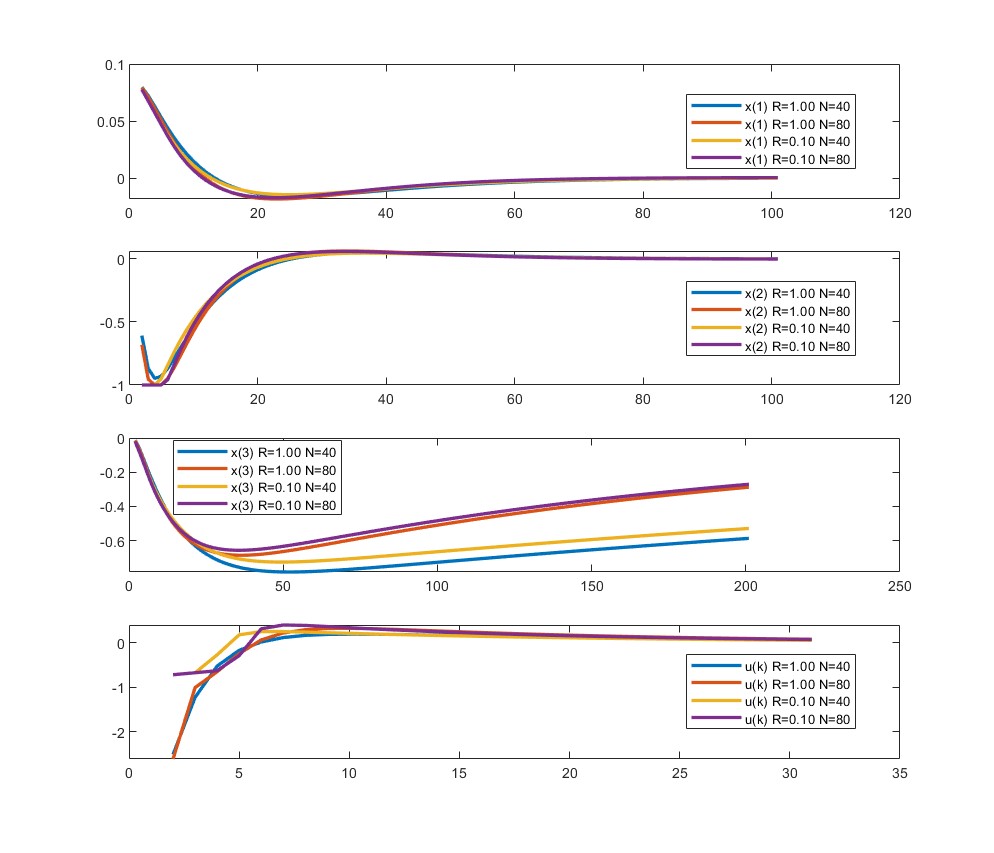 0.1
0.05
0
0 20 40 60 80 100 120
x(1) R=1.00 N=40
x(1) R=1.00 N=80
x(1) R=0.10 N=40
x(1) R=0.10 N=80
0
-0.5
-1
0 20 40 60 80 100 120
x(2) R=1.00 N=40
x(2) R=1.00 N=80
x(2) R=0.10 N=40
x(2) R=0.10 N=80
0
-0.2
-0.4
-0.6
0 50 100 150 200 250
x(3) R=1.00 N=40
x(3) R=1.00 N=80
x(3) R=0.10 N=40
x(3) R=0.10 N=80
0
-1
-2
0 5 10 15 20 25 30 35
u(k) R=1.00 N=40
u(k) R=1.00 N=80
u(k) R=0.10 N=40
u(k) R=0.10 N=80